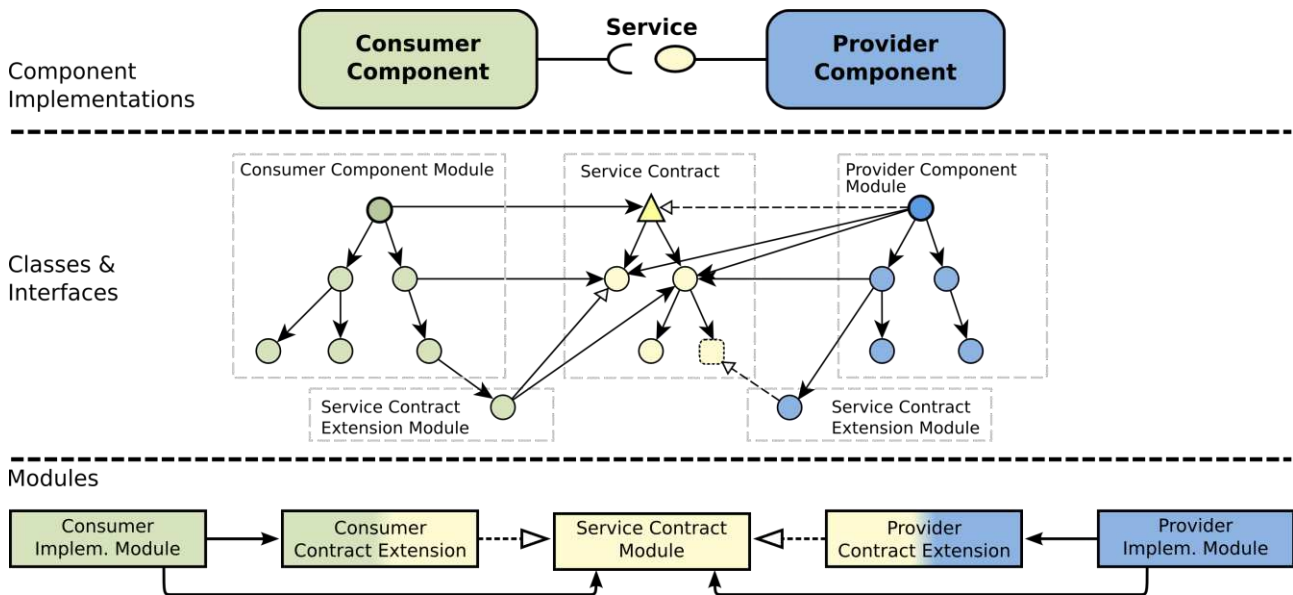 Service
Consumer
Component
Provider
Component
Component
Implementations
Consumer Component Module
Service Contract
Provider Component
Module
Classes &
Interfaces
Service Contract
Extension Module
Service Contract
Extension Module
Modules
Consumer
Implem. Module
Consumer
Contract Extension
Service Contract
Module
Provider
Contract Extension
Provider
Implem. Module